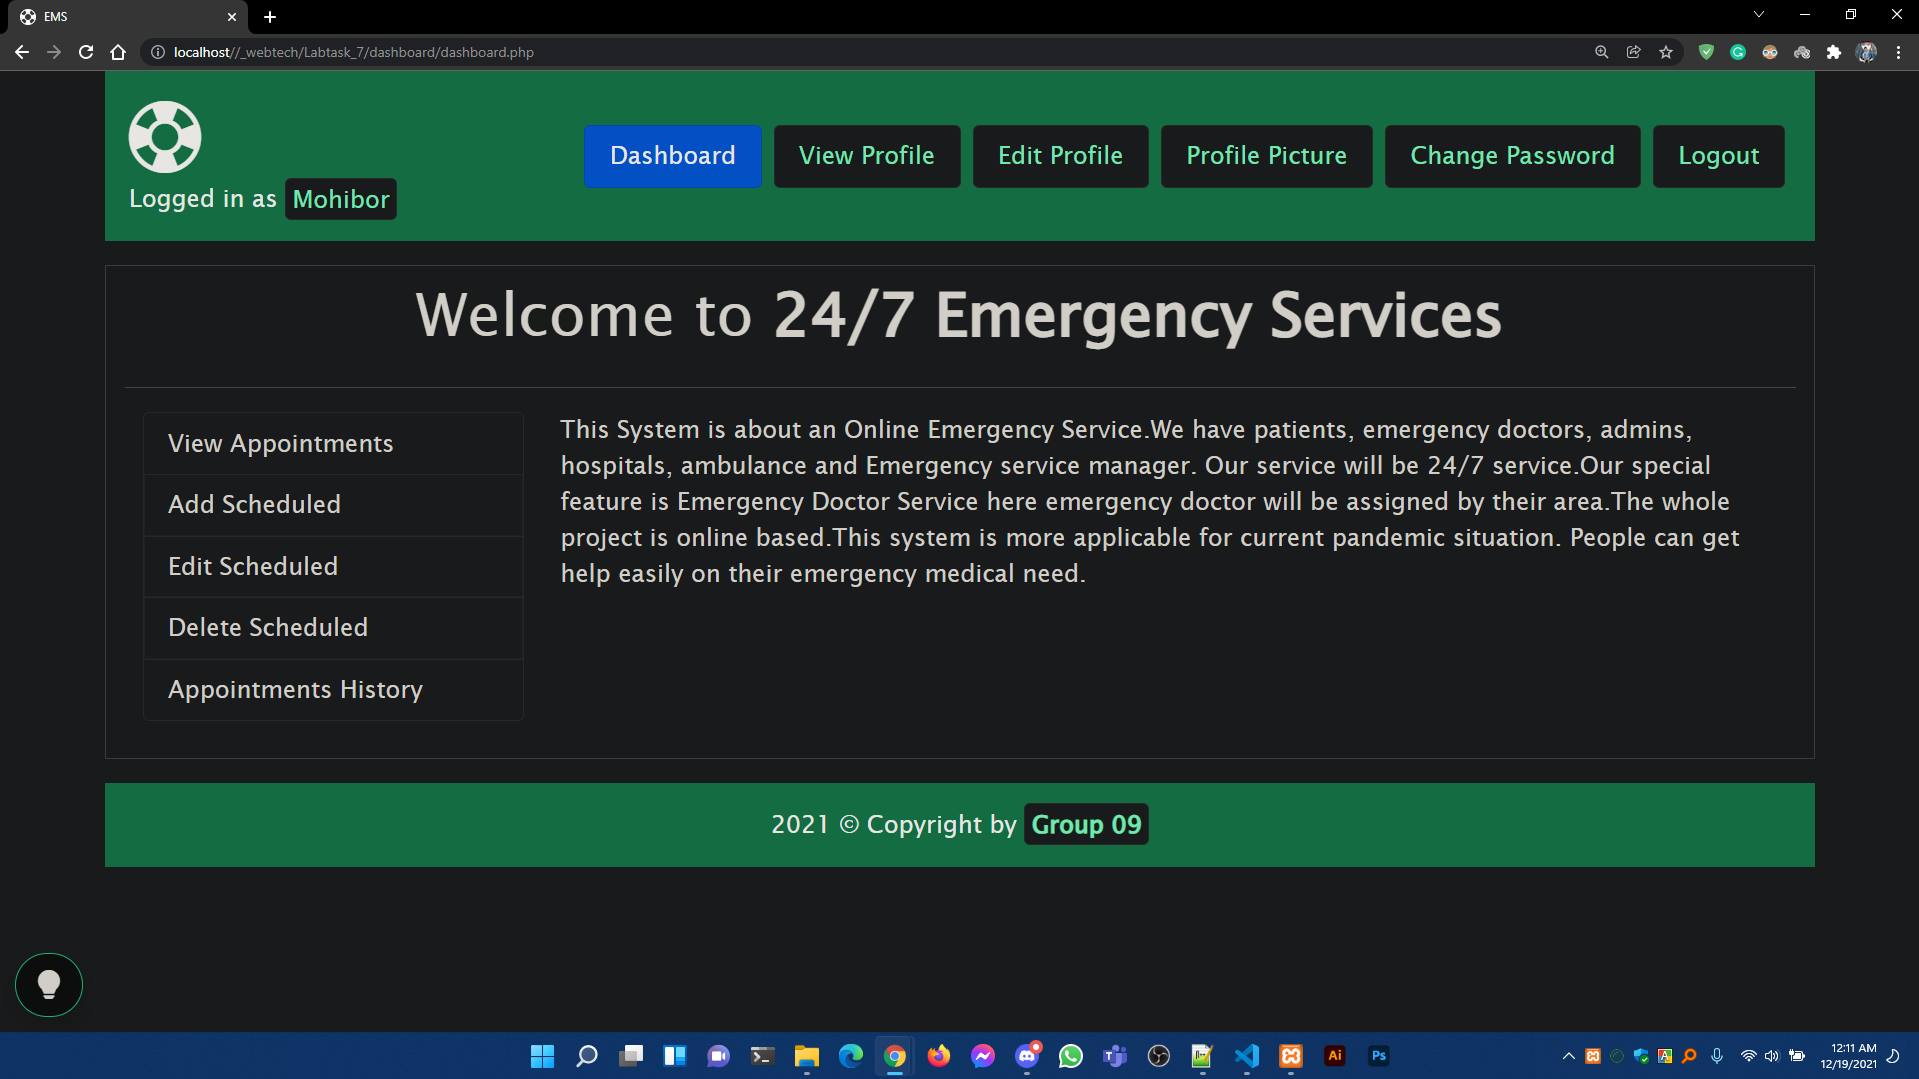 EMS
localhost//_webtech/Labtask_7/dashboard/dashboard.php
Dashboard
View Profile
Edit Profile
Profile Picture
Change Password
Logout
Logged in as Mohibor
Welcome to 24/7 Emergency Services
View Appointments
Add Scheduled
Edit Scheduled
Delete Scheduled
Appointments History
This System is about an Online Emergency Service.We have patients, emergency doctors, admins,
hospitals, ambulance and Emergency service manager. Our service will be 24/7 service.Our special
feature is Emergency Doctor Service here emergency doctor will be assigned by their area.The whole
project is online based.This system is more applicable for current pandemic situation. People can get
help easily on their emergency medical need.
2021 © Copyright by Group 09
Ai
Ps
12:11 AM
12/19/2021